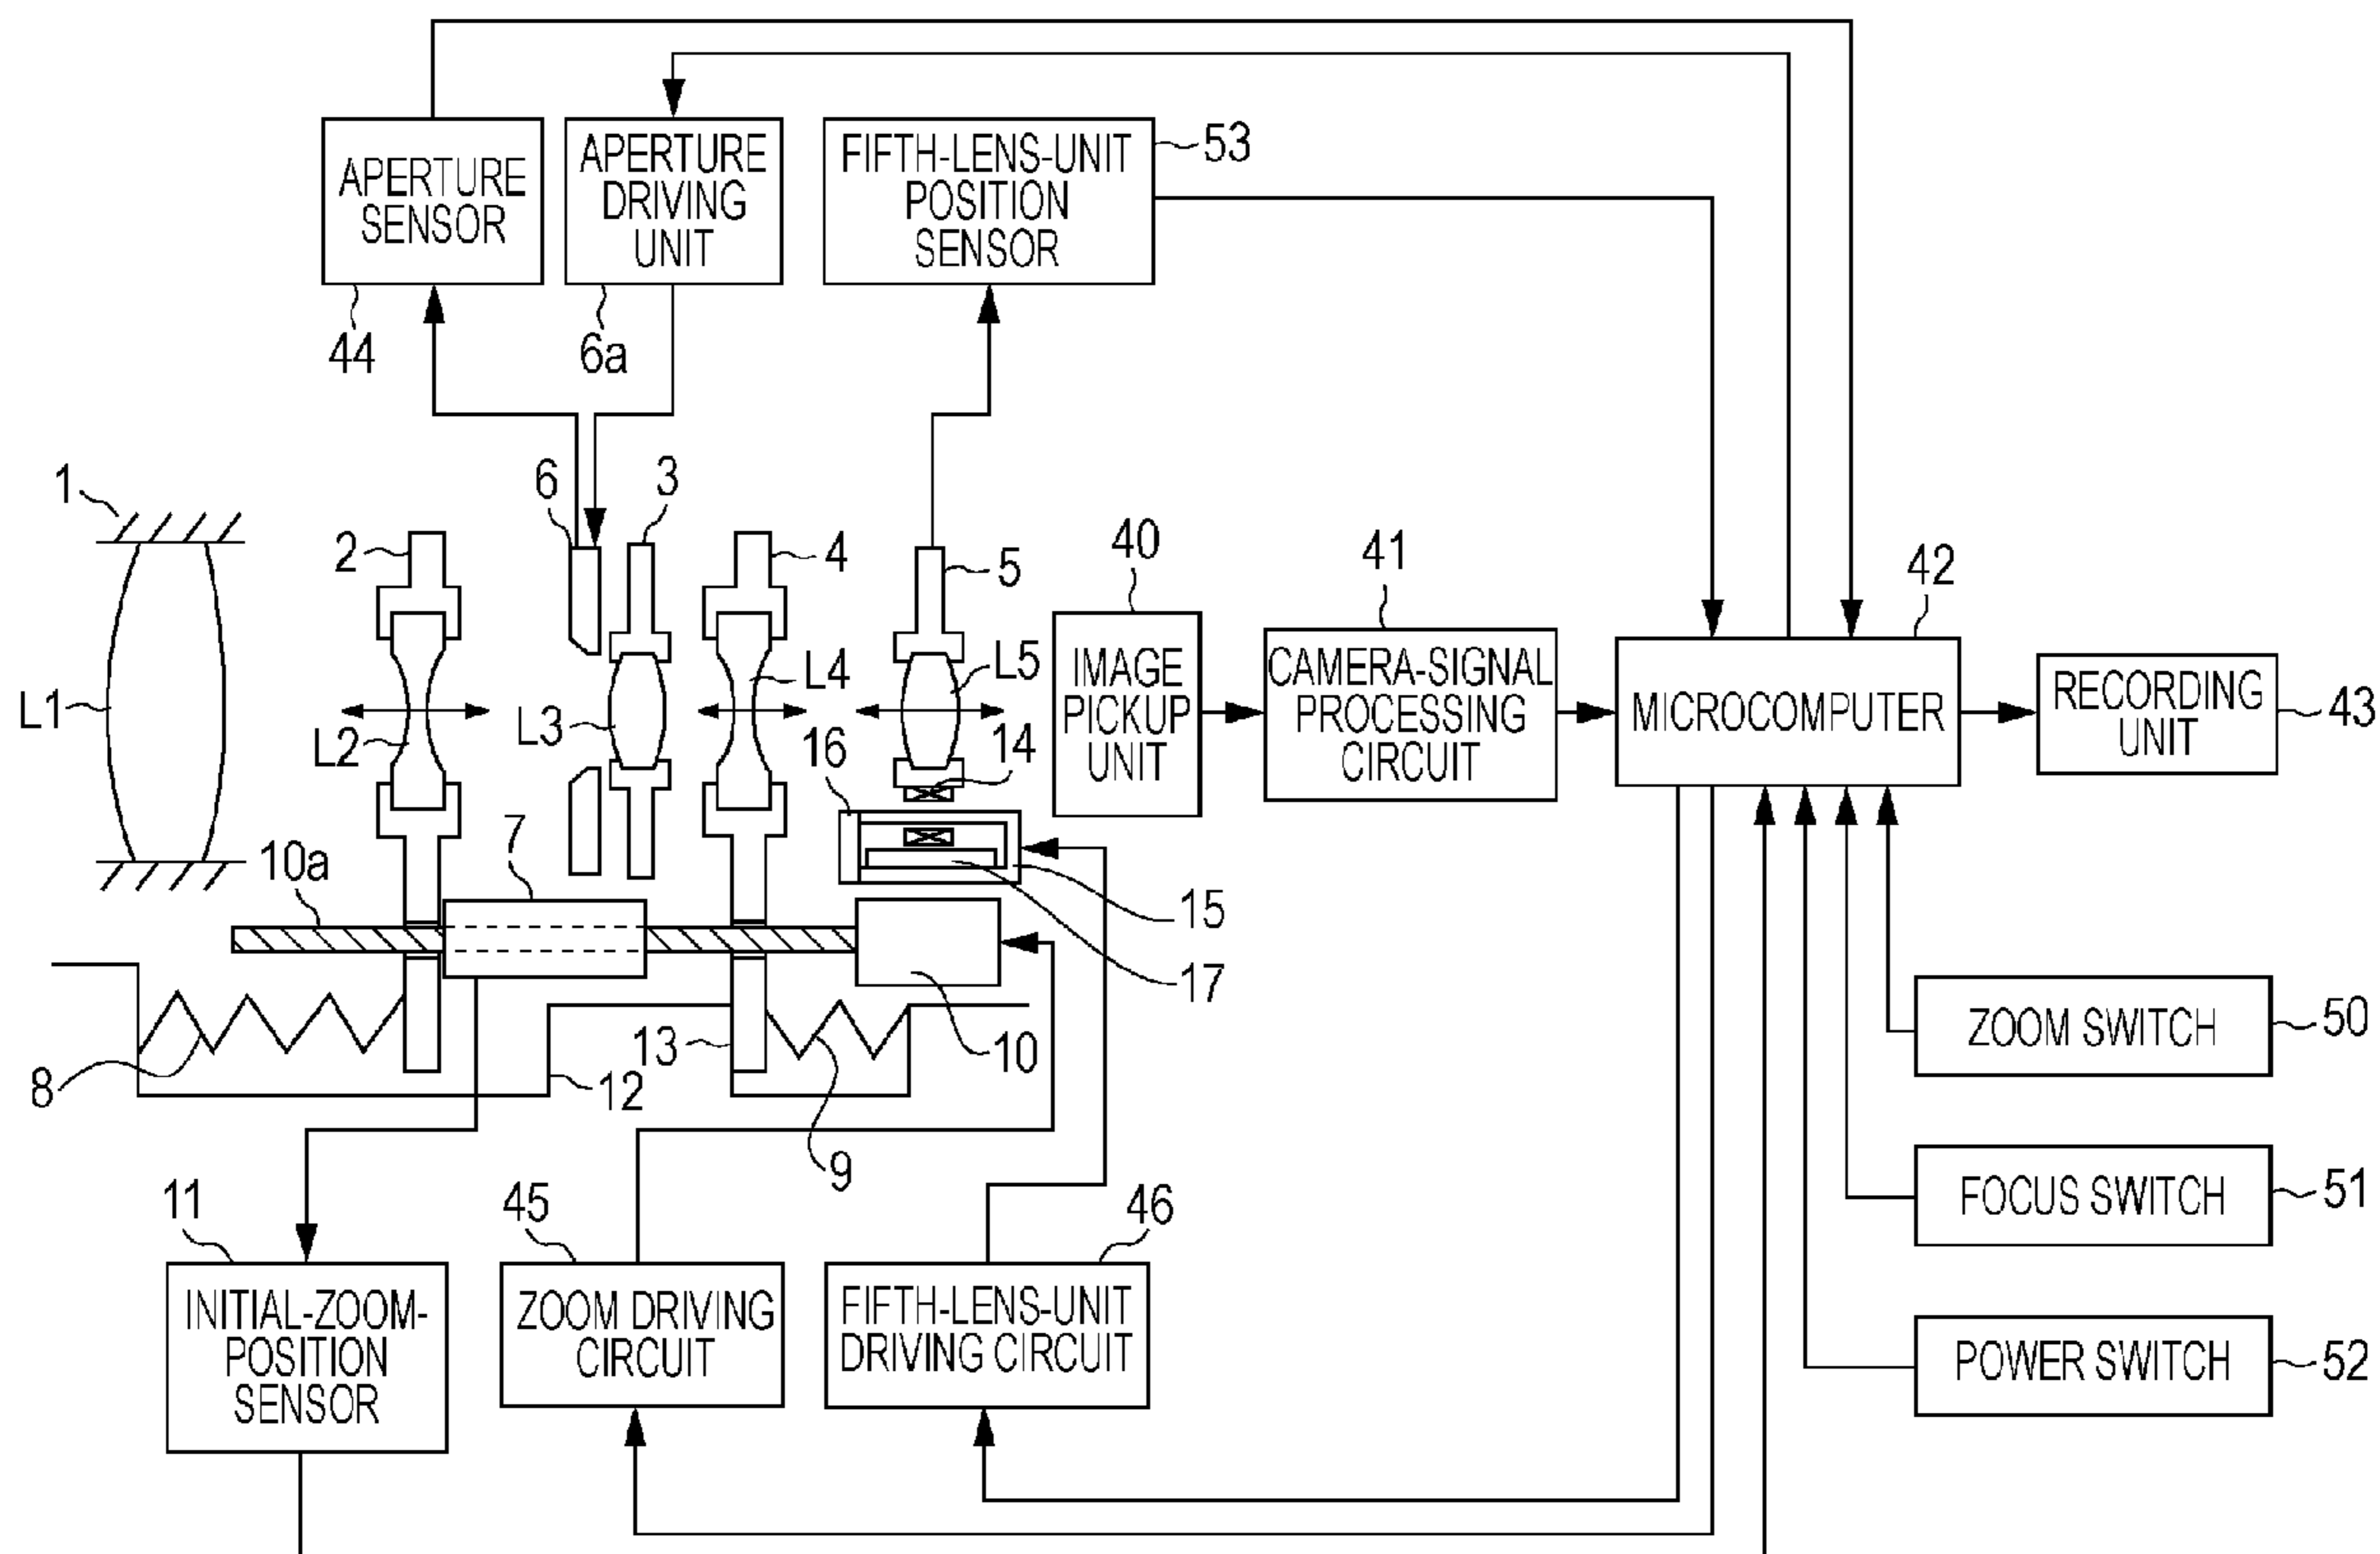 APERTURE
SENSOR
44
APERTURE
DRIVING
UNIT
6a
FIFTH-LENS-UNIT
POSITION
SENSOR
53
1
2
6
3
4
5
40
41
42
L1
L2
L3
L4
L5
IMAGE
PICKUP
UNIT
CAMERA-SIGNAL
PROCESSING
CIRCUIT
MICROCOMPUTER
RECORDING
UNIT
43
16
14
10a
7
15
17
8
12
13
9
10
ZOOM SWITCH
50
FOCUS SWITCH
51
POWER SWITCH
52
11
INITIAL-ZOOM-
POSITION
SENSOR
45
ZOOM DRIVING
CIRCUIT
46
FIFTH-LENS-UNIT
DRIVING CIRCUIT